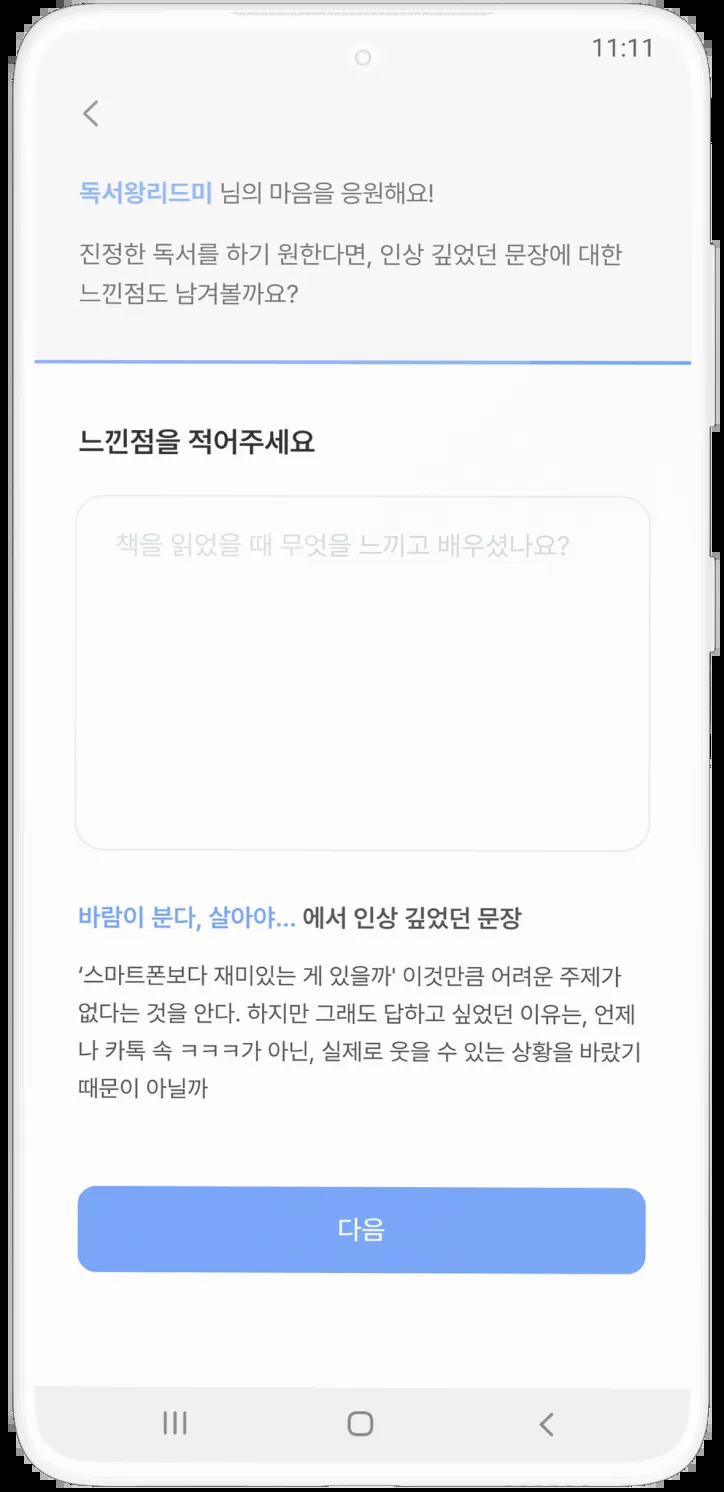 11:11
독서왕리드미 님의 마음을 응원해요!
진정한 독서를 하기 원한다면, 인상 깊었던 문장에 대한
느낀점도 남겨볼까요?
느낀점을 적어주세요
책을 읽었을 때 무엇을 느끼고 배우셨나요?
바람이 분다, 살아야... 에서 인상 깊었던 문장
‘스마트폰보다 재미있는 게 있을까' 이것만큼 어려운 주제가
없다는 것을 안다. 하지만 그래도 답하고 싶었던 이유는, 언제
나 카톡 속 ㅋㅋㅋ가 아닌, 실제로 웃을 수 있는 상황을 바랐기
때문이 아닐까
다음